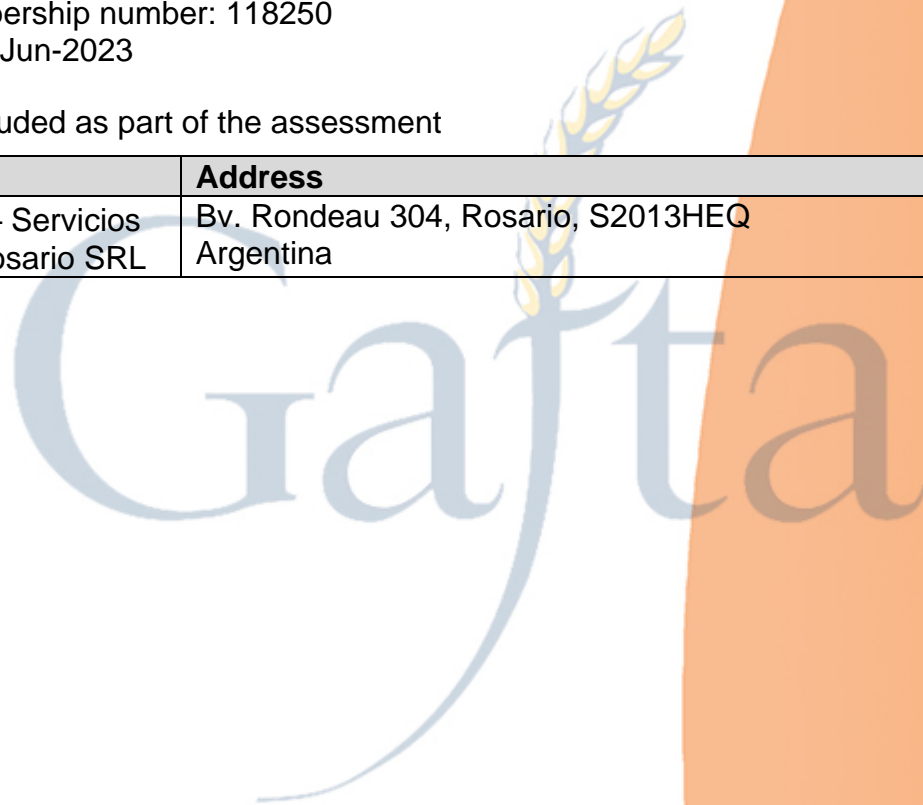 pership number: 118250
Jun-2023
uded as part of the assessment
Address
- Servicios Bv. Rondeau 304, Rosario, S2013HEQ
osario SRL Argentina
Gafta